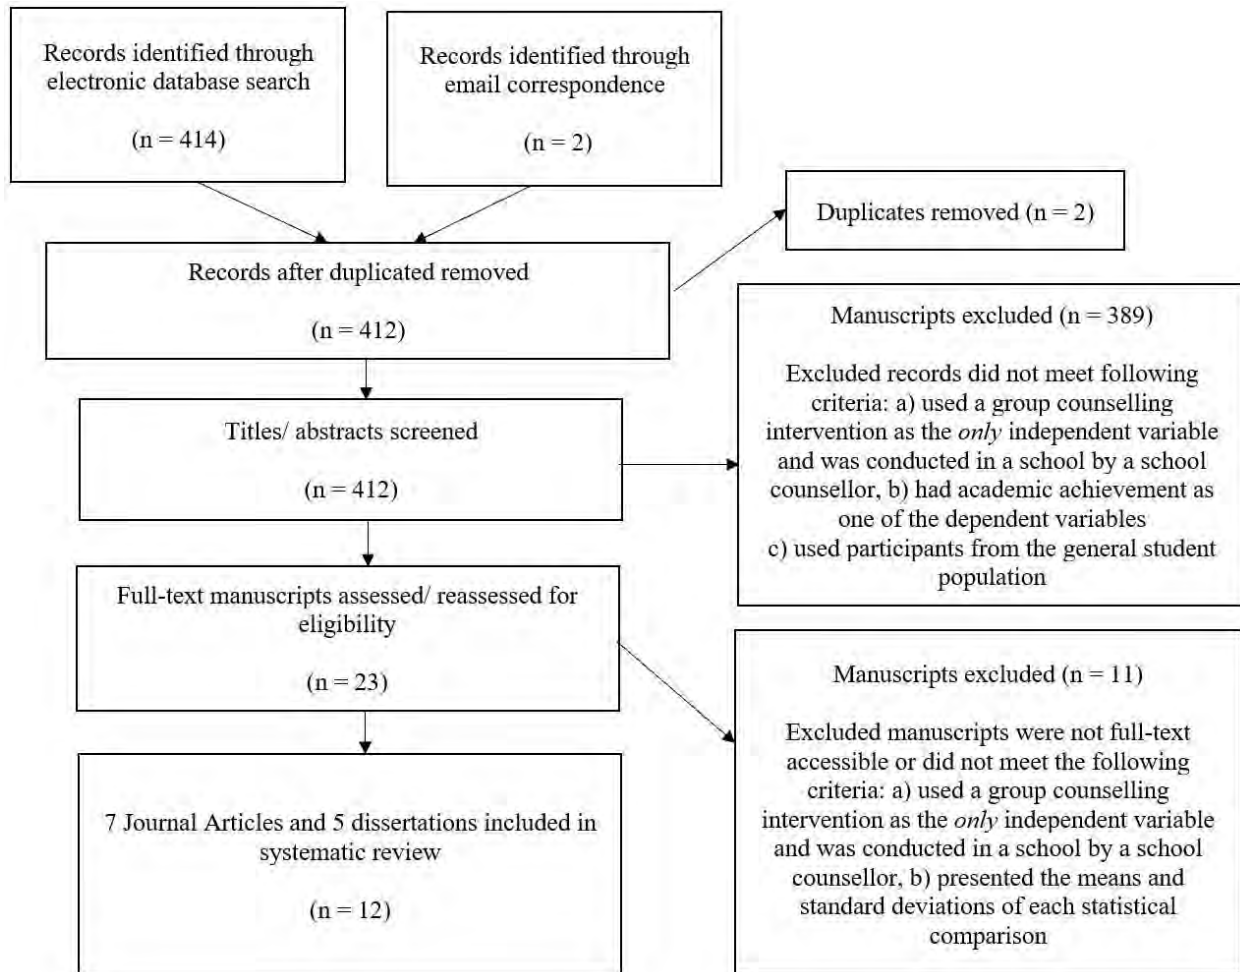 Records identified through
electronic database search
(n = 414)
Records identified through
email correspondence
(n = 2)
Duplicates removed (n = 2)
Records after duplicated removed
(n = 412)
Manuscripts excluded (n = 389)
Excluded records did not meet following
criteria: a) used a group counselling
intervention as the only independent variable
and was conducted in a school by a school
counsellor, b) had academic achievement as
one of the dependent variables
c) used participants from the general student
population
Titles/ abstracts screened
(n = 412)
Full-text manuscripts assessed/ reassessed for
eligibility
(n = 23)
Manuscripts excluded (n = 11)
Excluded manuscripts were not full-text
accessible or did not meet the following
criteria: a) used a group counselling
intervention as the only independent variable
and was conducted in a school by a school
counsellor, b) presented the means and
standard deviations of each statistical
comparison
7 Journal Articles and 5 dissertations included in
systematic review
(n = 12)